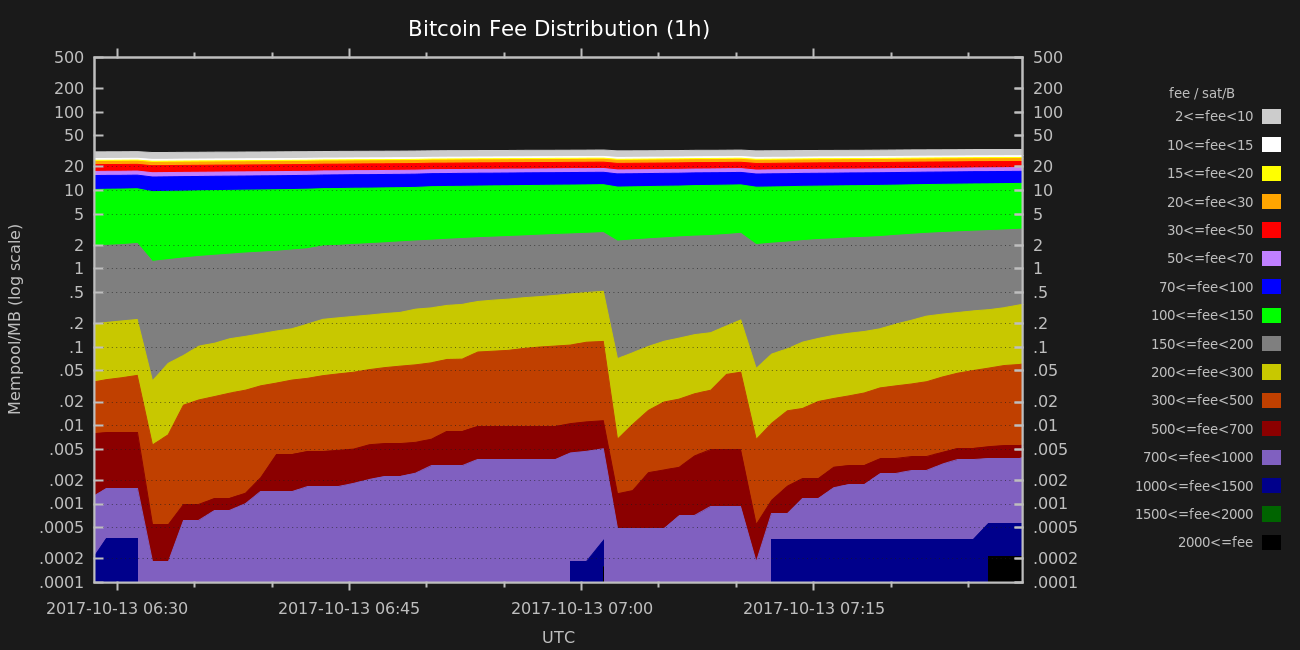 Bitcoin Fee Distribution (1h)
Mempool/MB (log scale)
500
200
100
50
20
10
5
2
1
.5
.2
.1
.05
.02
.01
.005
.002
.001
.0005
.0002
.0001
500
200
100
50
20
10
5
2
1
.5
.2
.1
.05
.02
.01
.005
.002
.001
.0005
.0002
.0001
fee / sat/B
2<=fee<10
10<=fee<15
15<=fee<20
20<=fee<30
30<=fee<50
50<=fee<70
70<=fee<100
100<=fee<150
150<=fee<200
200<=fee<300
300<=fee<500
500<=fee<700
700<=fee<1000
1000<=fee<1500
1500<=fee<2000
2000<=fee
2017-10-13 06:30 2017-10-13 06:45 2017-10-13 07:00 2017-10-13 07:15
UTC